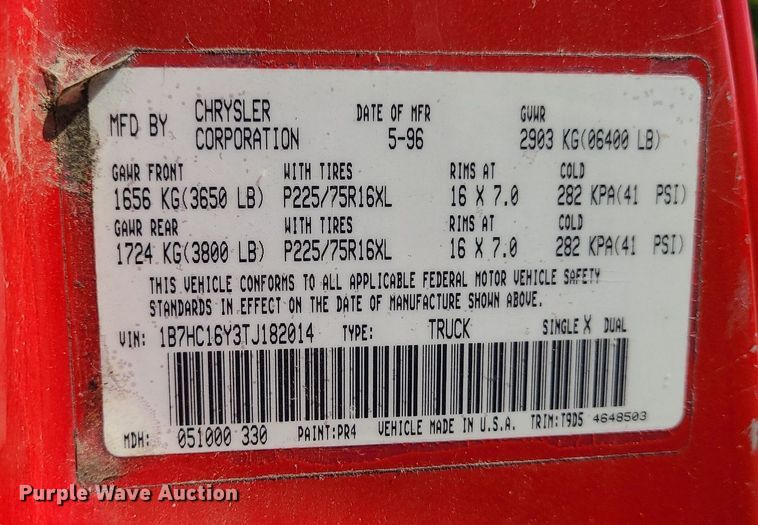 MFD BY CHRYSLER CORPORATION DATE OF MFR 5-96 GVWR 2903 KG(06400 LB)
GAWR FRONT WITH TIRES RIMS AT COLD
1656 KG(3650 LB) P225/75R16XL 16 X 7.0 282 KPA(41 PSI)
GAWR REAR WITH TIRES RIMS AT COLD
1724 KG(3800 LB) P225/75R16XL 16 X 7.0 282 KPA(41 PSI)
THIS VEHICLE CONFORMS TO ALL APPLICABLE FEDERAL MOTOR VEHICLE SAFETY
STANDARDS IN EFFECT ON THE DATE OF MANUFACTURE SHOWN ABOVE.
VIN: 1B7HC16Y3TJ182014 TYPE: TRUCK SINGLE X DUAL
MDH: 051000 330 PAINT:PR4 VEHICLE MADE IN U.S.A. TRIM:T9D5 4648503
Purple Wave Auction